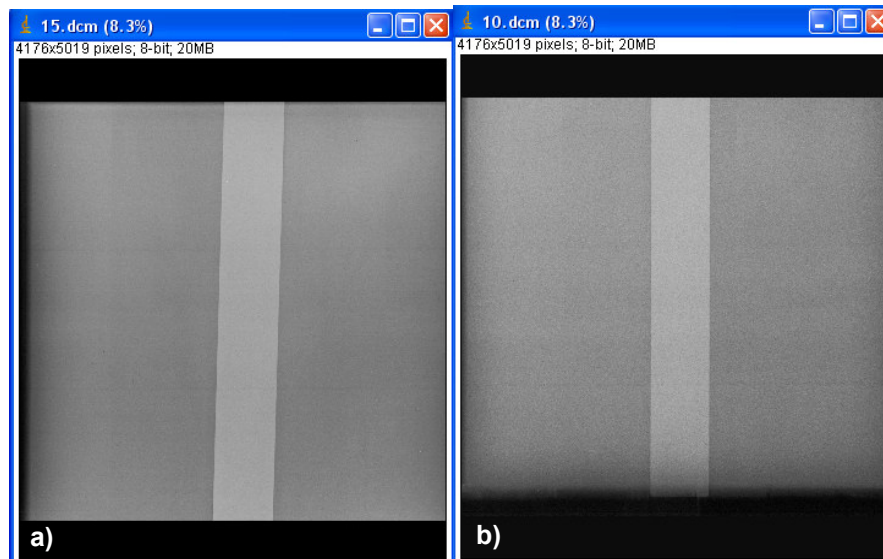 15.dcm (8.3%)
4176x5019 pixels; 8-bit; 20MB
a)
10.dcm (8.3%)
4176x5019 pixels; 8-bit; 20MB
b)